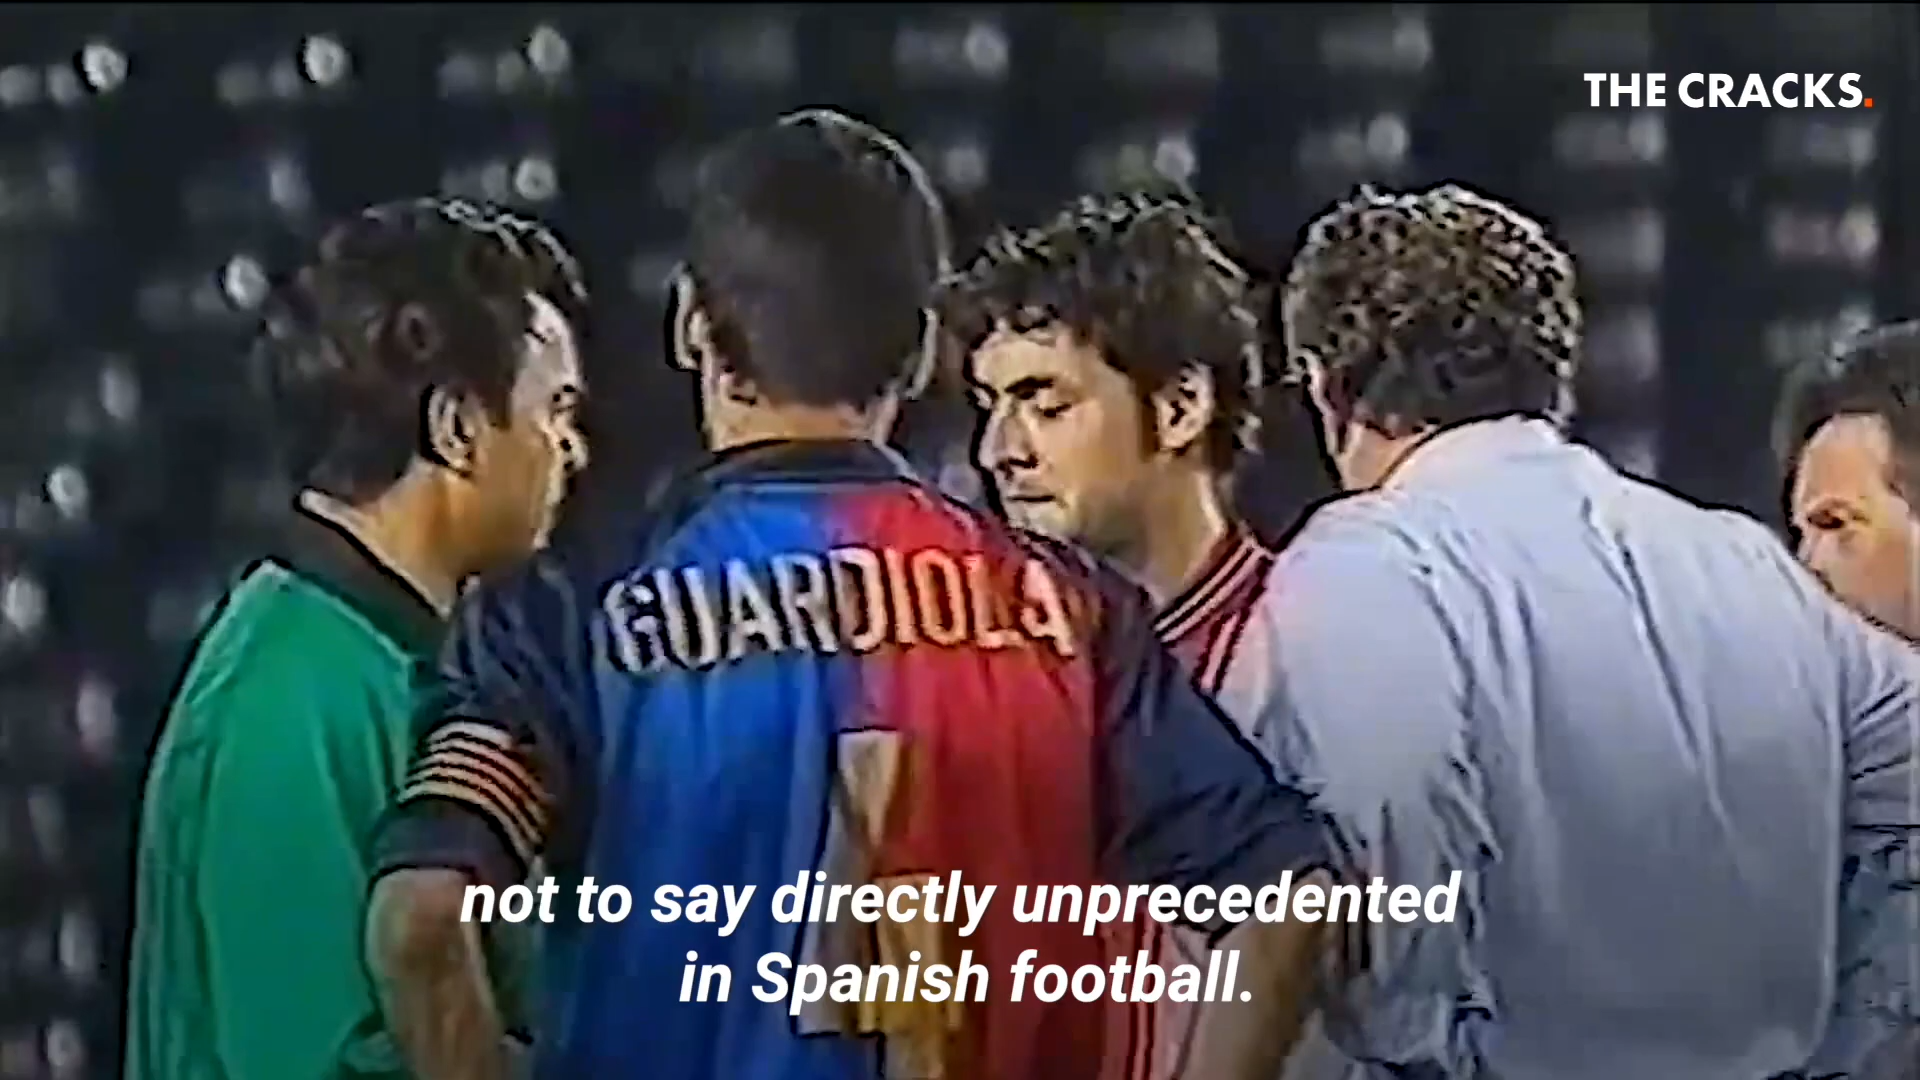 THE CRACKS.
GUARDIOLA
not to say directly unprecedented
in Spanish football.